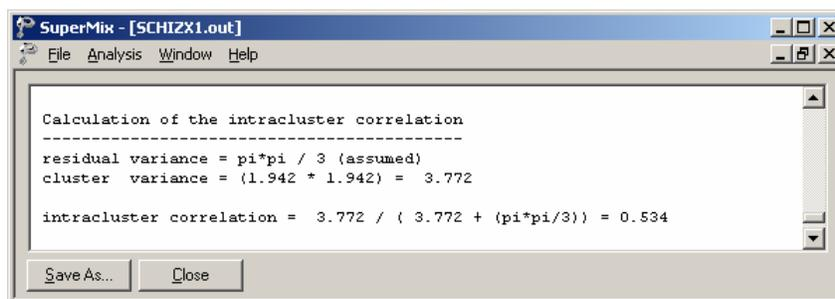 SuperMix - [SCHIZX1.out]
File Analysis Window Help
Calculation of the intracluster correlation
-------------------------------------------
residual variance = pi*pi / 3 (assumed)
cluster  variance = (1.942 * 1.942) =  3.772
intracluster correlation =  3.772 / ( 3.772 + (pi*pi/3)) = 0.534
Save As... Close